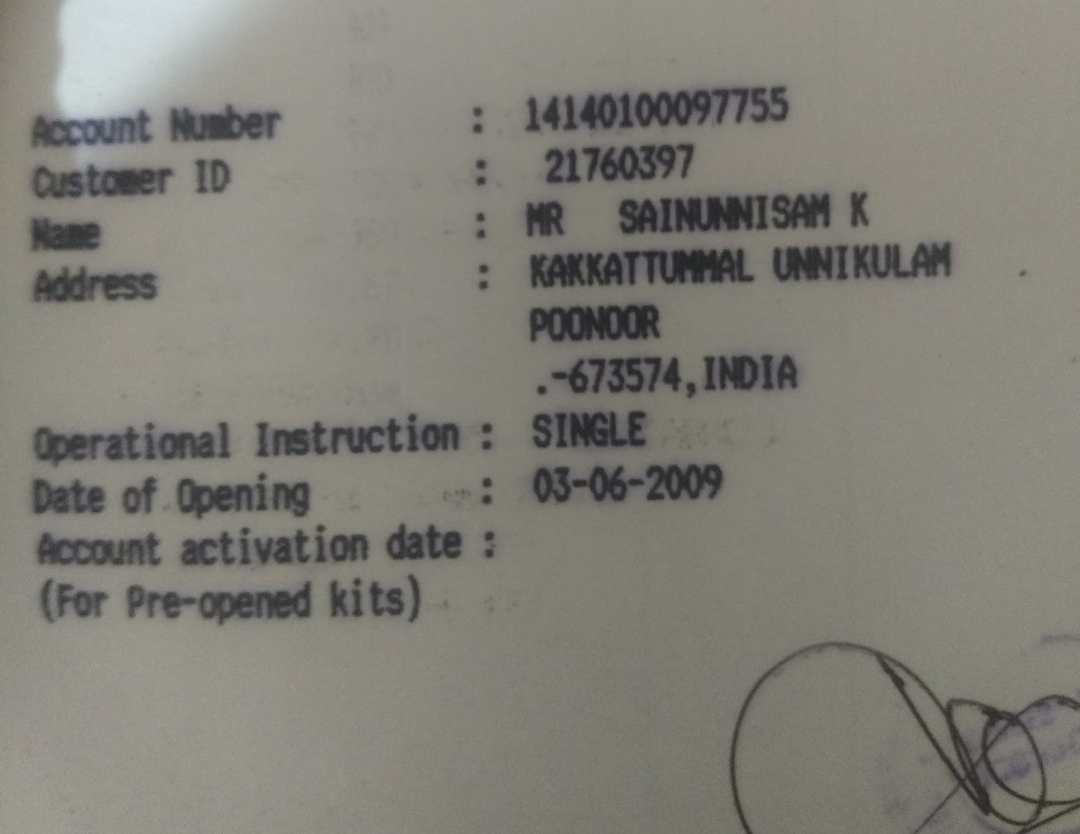 Account Number : 14140100097755
Customer ID : 21760397
Name : MR SAINUNNISAM K
Address : KAKKATTUMMAL UNNIKULAM
POONOOR
.-673574,INDIA
Operational Instruction : SINGLE
Date of Opening : 03-06-2009
Account activation date :
(For Pre-opened kits)